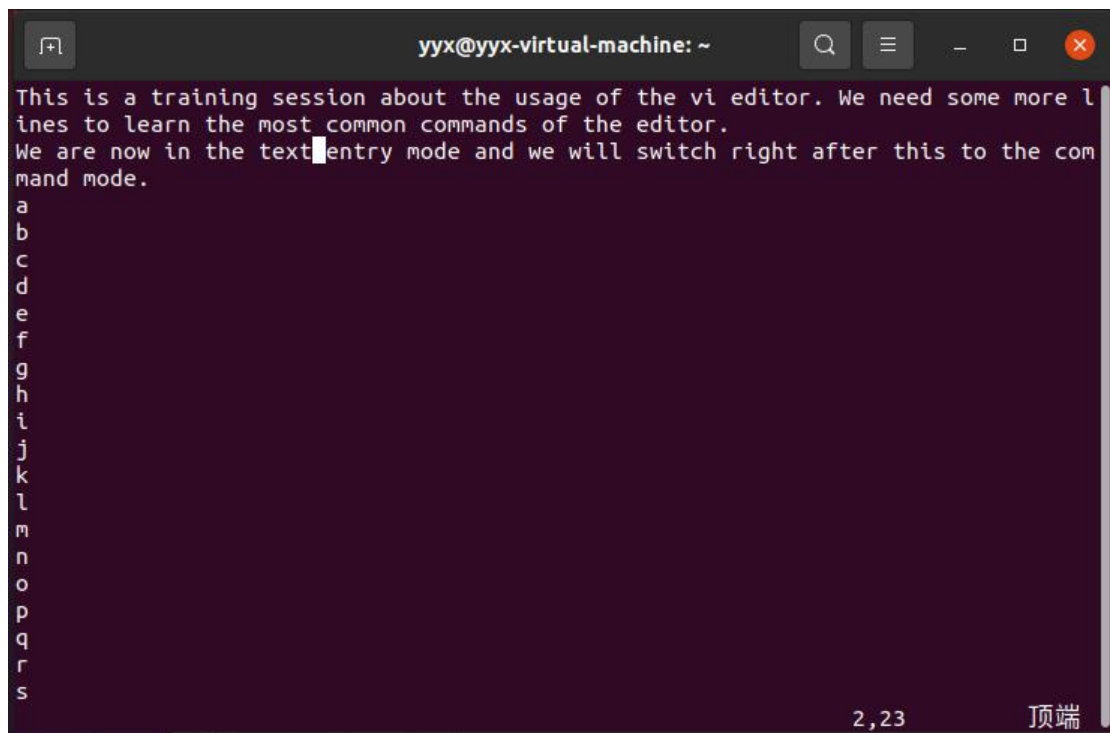 yyx@yyx-virtual-machine: ~
This is a training session about the usage of the vi editor. We need some more l
ines to learn the most common commands of the editor.
We are now in the text entry mode and we will switch right after this to the com
mand mode.
a
b
c
d
e
f
g
h
i
j
k
l
m
n
o
p
q
r
s
2,23 顶端